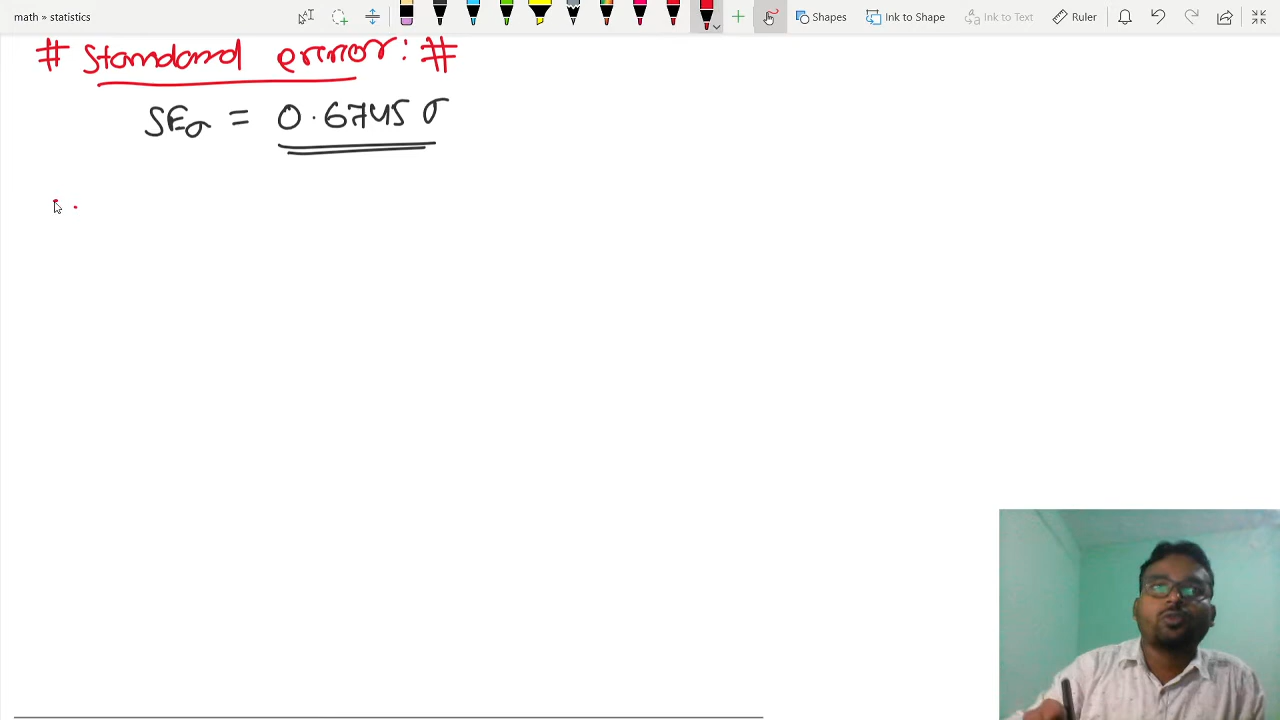 math » statistics
Shapes
Ink to Shape
Ink to Text
Ruler
# Standard error: #
SEσ = 0.6745 σ